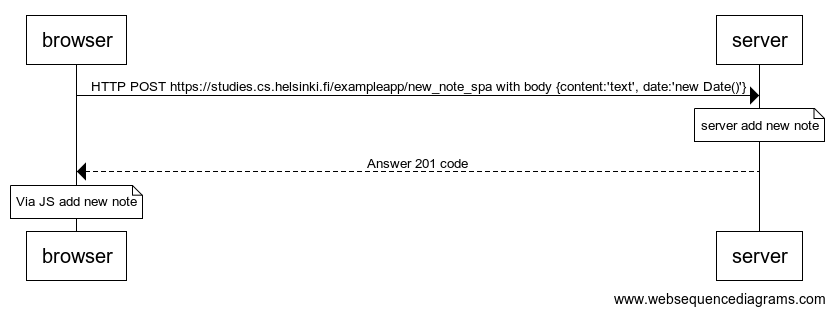 browser
server
HTTP POST https://studies.cs.helsinki.fi/exampleapp/new_note_spa with body {content:'text', date:'new Date()'}
server add new note
Answer 201 code
Via JS add new note
browser
server
www.websequencediagrams.com